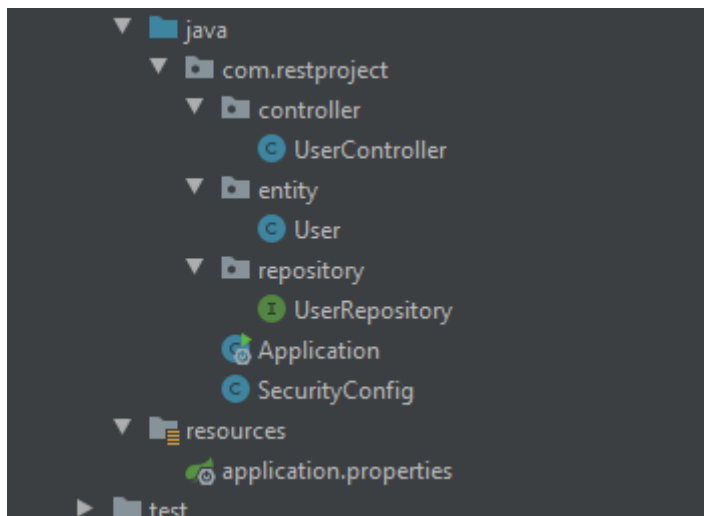 java
com.restproject
controller
UserController
entity
User
repository
UserRepository
Application
SecurityConfig
resources
application.properties
test